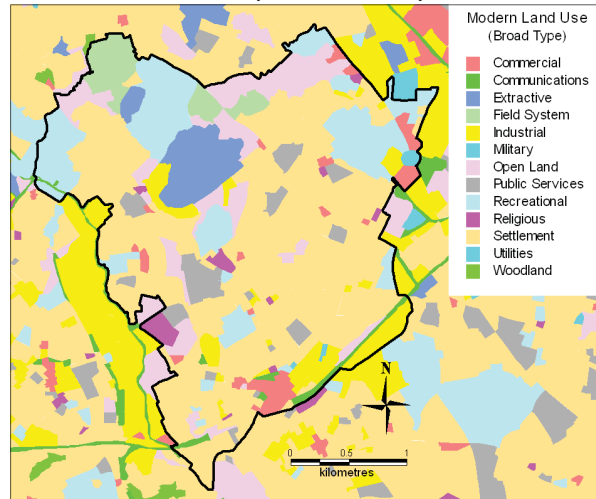 Modern Land Use
(Broad Type)
Commercial
Communications
Extractive
Field System
Industrial
Military
Open Land
Public Services
Recreational
Religious
Settlement
Utilities
Woodland
N
0 0.5 1
kilometres